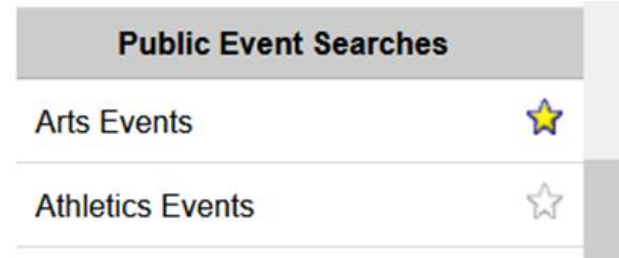 Public Event Searches
Arts Events
Athletics Events